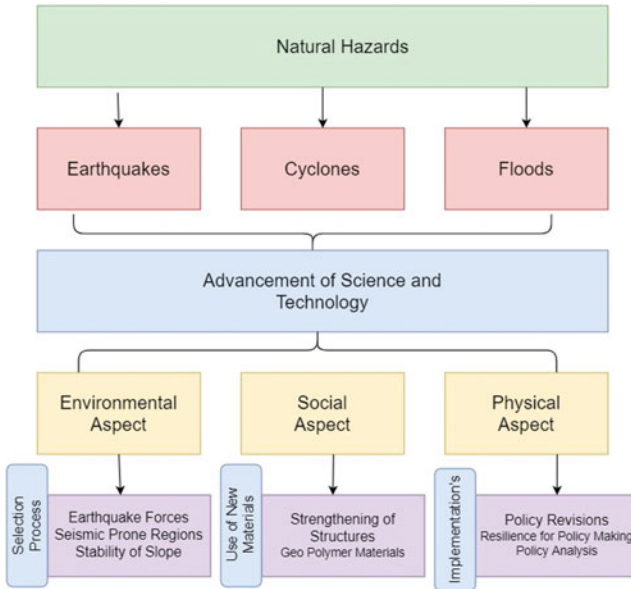 Natural Hazards
Earthquakes
Cyclones
Floods
Advancement of Science and
Technology
Environmental
Aspect
Social
Aspect
Physical
Aspect
Selection
Process
Earthquake Forces
Seismic Prone Regions
Stability of Slope
Use of New
Materials
Strengthening of
Structures
Geo Polymer Materials
Implementation's
Policy Revisions
Resilience for Policy Making
Policy Analysis